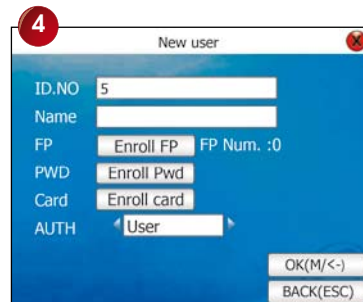 4
New user
ID.NO 5
Name
FP Enroll FP FP Num. :0
PWD Enroll Pwd
Card Enroll card
AUTH User
OK(M/<-)
BACK(ESC)